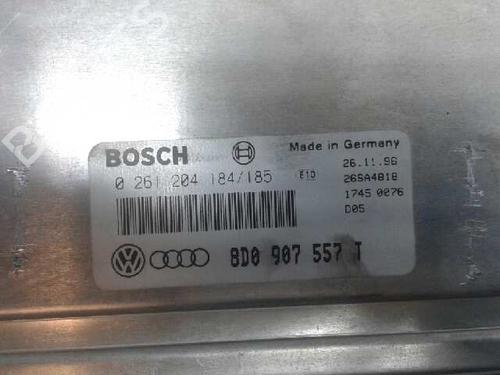 BOSCH
Made in Germany
0 261 204 184/185
E10
26.11.96
26SA4818
1745 0076
D05
8D0 907 557 T